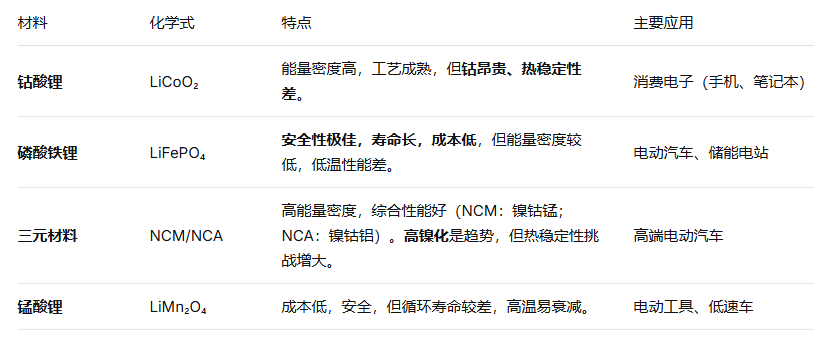 材料 化学式 特点 主要应用
钴酸锂 LiCoO₂ 能量密度高，工艺成熟，但钴昂贵、热稳定性
差。 消费电子（手机、笔记本）
磷酸铁锂 LiFePO₄ 安全性极佳，寿命长，成本低，但能量密度较
低，低温性能差。 电动汽车、储能电站
三元材料 NCM/NCA 高能量密度，综合性能好（NCM：镍钴锰；
NCA：镍钴铝）。高镍化是趋势，但热稳定性挑
战增大。 高端电动汽车
锰酸锂 LiMn₂O₄ 成本低，安全，但循环寿命较差，高温易衰减。 电动工具、低速车